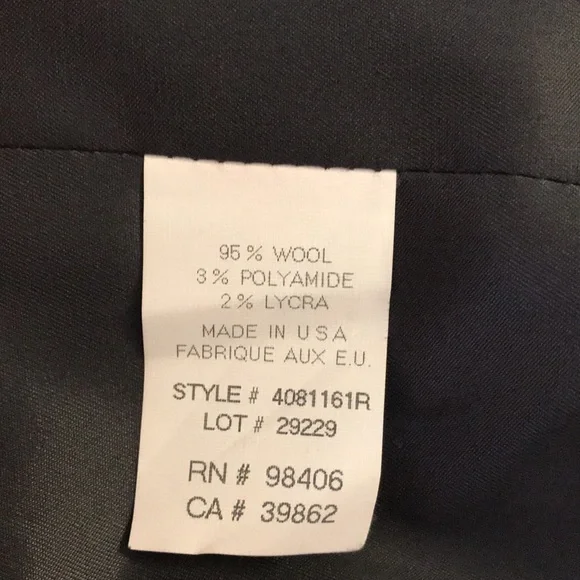 95% WOOL
3% POLYAMIDE
2% LYCRA
MADE IN USA
FABRIQUE AUX E.U.
STYLE # 4081161R
LOT # 29229
RN # 98406
CA # 39862